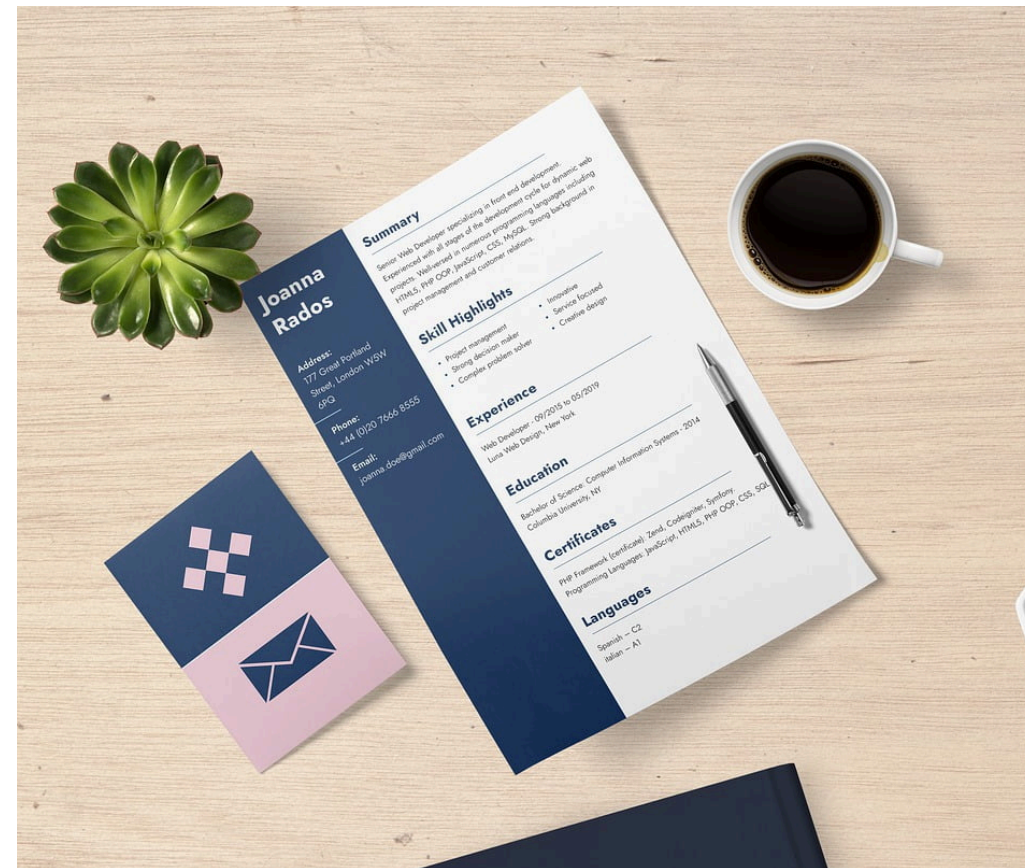 Joanna
Rados
Address:
177 Great Portland
Street, London W5W
6PQ
Phone:
+44 (0)20 7666 8555
Email:
joanna.doe@gmail.com
Summary
Senior Web Developer specializing in front end development.
Experienced with all stages of the development cycle for dynamic web
projects. Well-versed in numerous programming languages including
HTML5, PHP OOP, JavaScript, CSS, MySQL. Strong background in
project management and customer relations.
Skill Highlights
• Project management
• Strong decision maker
• Complex problem solver
• Innovative
• Service focused
• Creative design
Experience
Web Developer - 09/2015 to 05/2019
Luna Web Design, New York
Education
Bachelor of Science: Computer Information Systems - 2014
Columbia University, NY
Certificates
PHP Framework (certificate): Zend, Codeigniter, Symfony.
Programming Languages: JavaScript, HTML5, PHP OOP, CSS, SQL
Languages
Spanish – C2
italian – A1